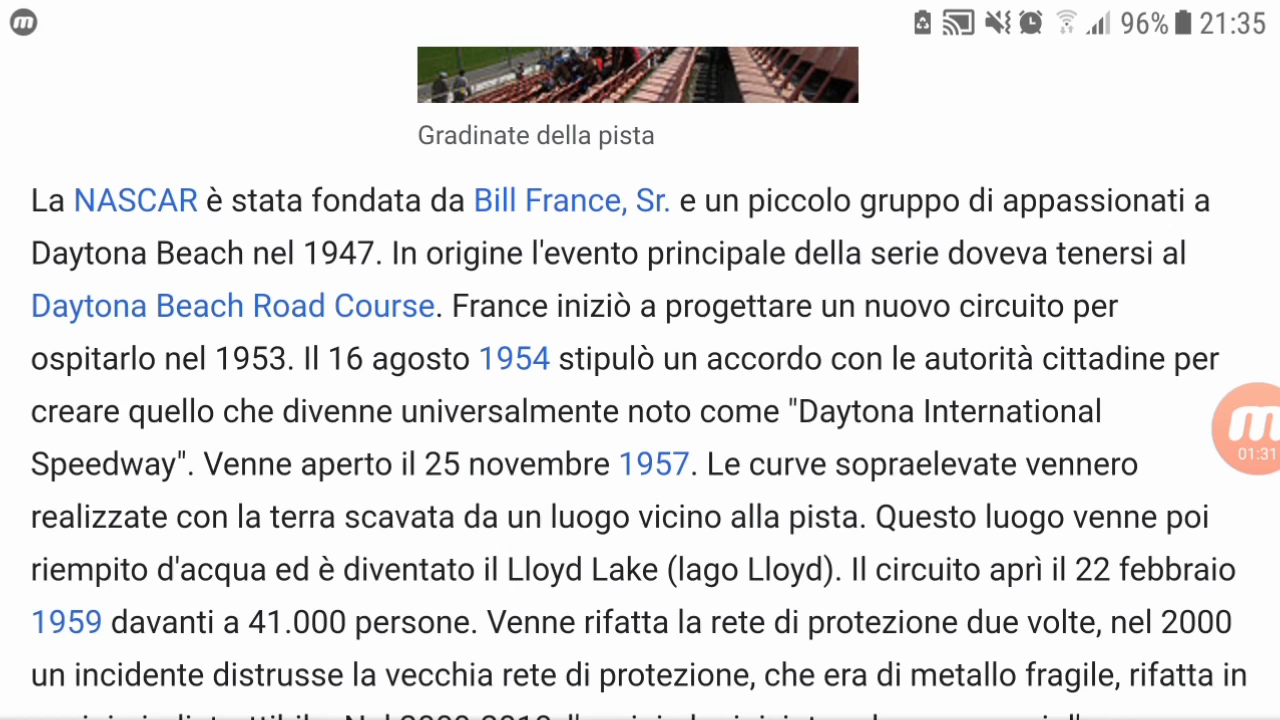 96% 21:35
Gradinate della pista
La NASCAR è stata fondata da Bill France, Sr. e un piccolo gruppo di appassionati a
Daytona Beach nel 1947. In origine l'evento principale della serie doveva tenersi al
Daytona Beach Road Course. France iniziò a progettare un nuovo circuito per
ospitarlo nel 1953. Il 16 agosto 1954 stipulò un accordo con le autorità cittadine per
creare quello che divenne universalmente noto come "Daytona International
Speedway". Venne aperto il 25 novembre 1957. Le curve sopraelevate vennero
realizzate con la terra scavata da un luogo vicino alla pista. Questo luogo venne poi
riempito d'acqua ed è diventato il Lloyd Lake (lago Lloyd). Il circuito aprì il 22 febbraio
1959 davanti a 41.000 persone. Venne rifatta la rete di protezione due volte, nel 2000
un incidente distrusse la vecchia rete di protezione, che era di metallo fragile, rifatta in
01:31